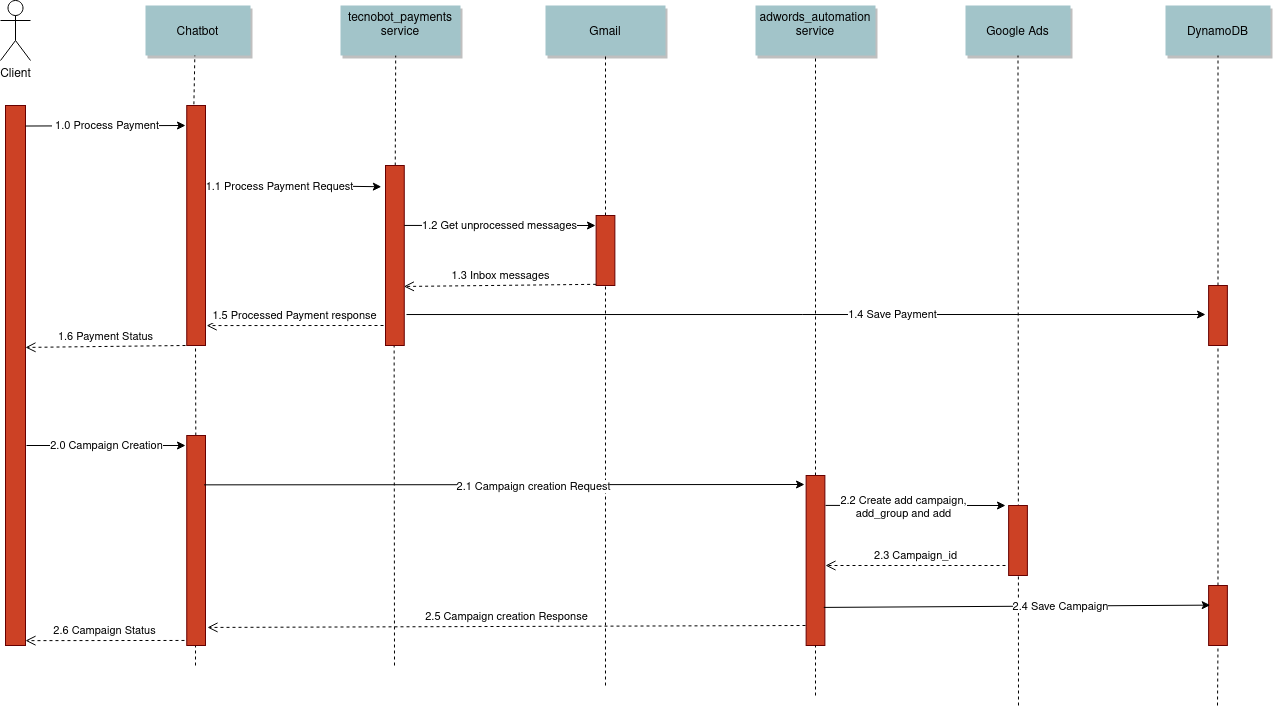 Client
Chatbot
tecnobot_payments
service
Gmail
adwords_automation
service
Google Ads
DynamoDB
1.0 Process Payment
1.1 Process Payment Request
1.2 Get unprocessed messages
1.3 Inbox messages
1.4 Save Payment
1.5 Processed Payment response
1.6 Payment Status
2.0 Campaign Creation
2.1 Campaign creation Request
2.2 Create add campaign,
add_group and add
2.3 Campaign_id
2.4 Save Campaign
2.5 Campaign creation Response
2.6 Campaign Status